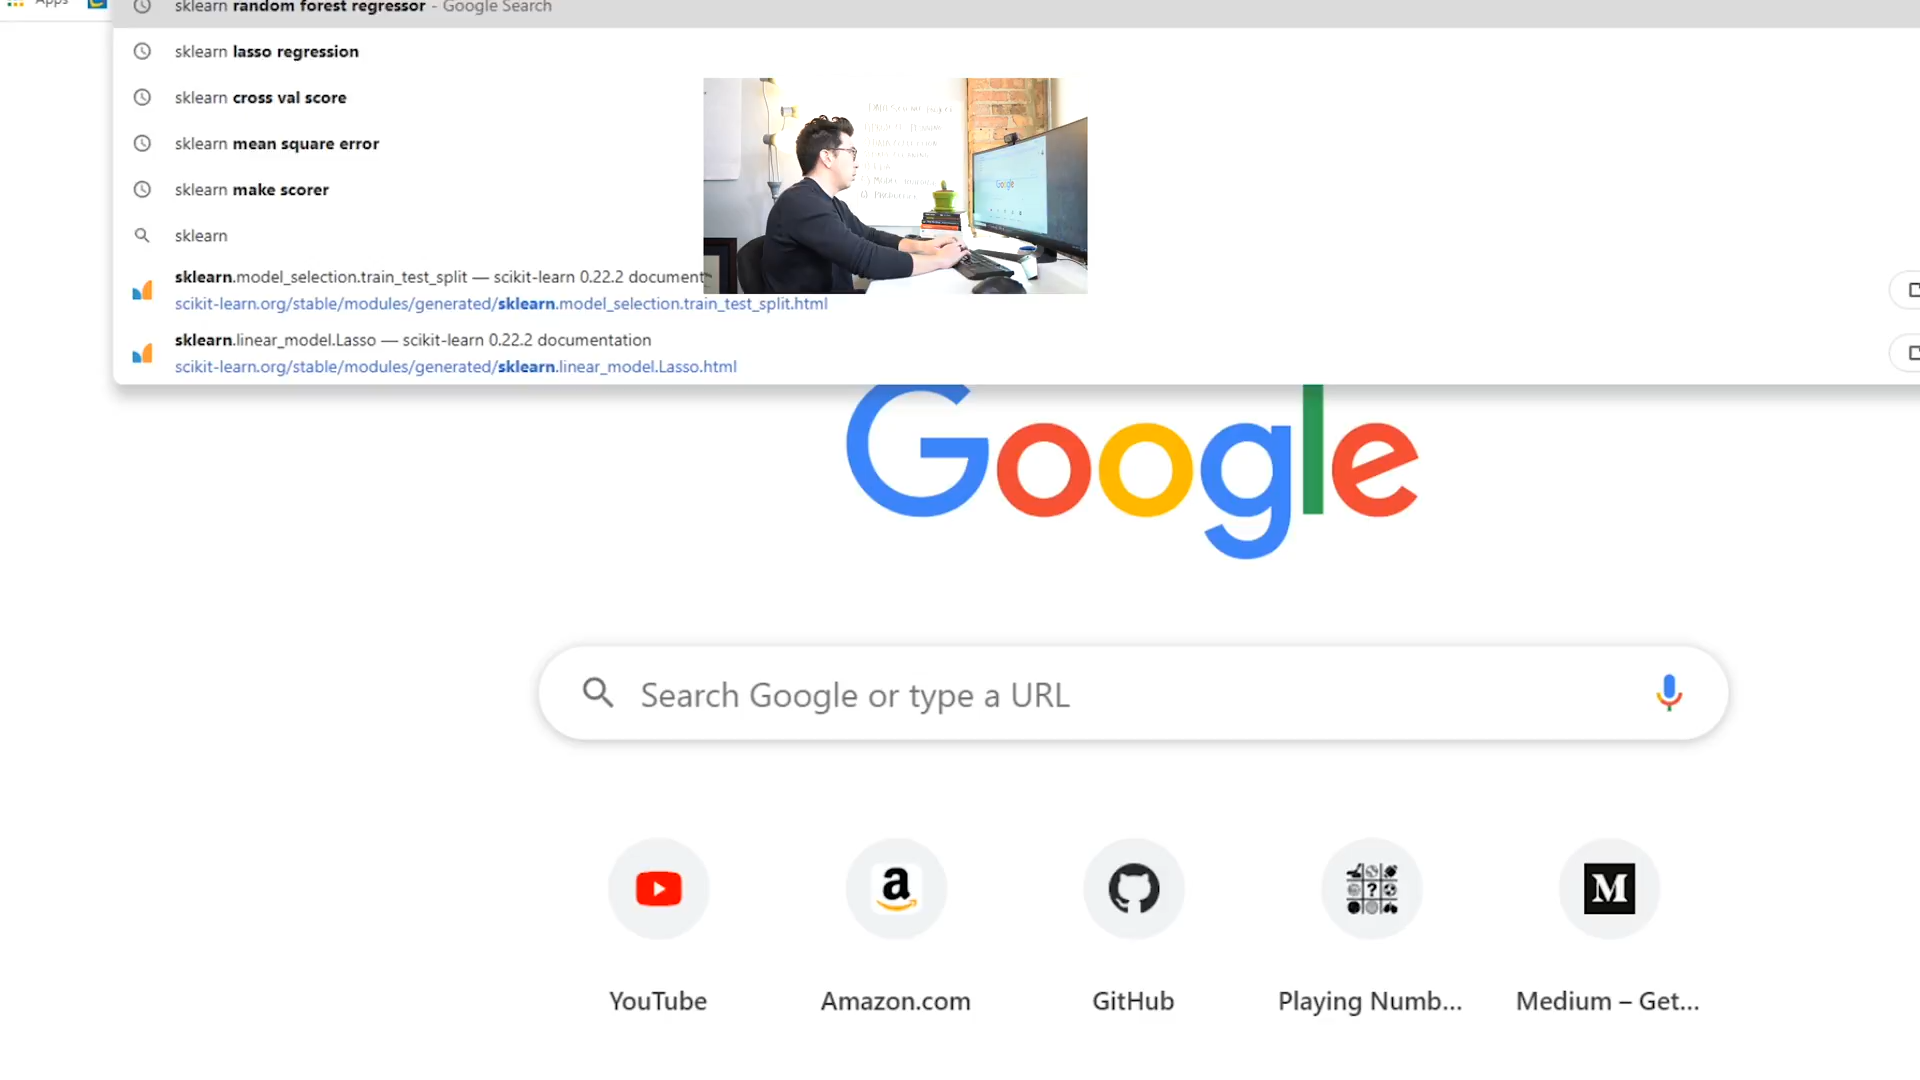 Apps
sklearn random forest regressor - Google Search
sklearn lasso regression
sklearn cross val score
sklearn mean square error
sklearn make scorer
sklearn
sklearn.model_selection.train_test_split — scikit-learn 0.22.2 document
scikit-learn.org/stable/modules/generated/sklearn.model_selection.train_test_split.html
sklearn.linear_model.Lasso — scikit-learn 0.22.2 documentation
scikit-learn.org/stable/modules/generated/sklearn.linear_model.Lasso.html
Google
Google
Search Google or type a URL
YouTube
Amazon.com
GitHub
Playing Numb...
Medium – Get...